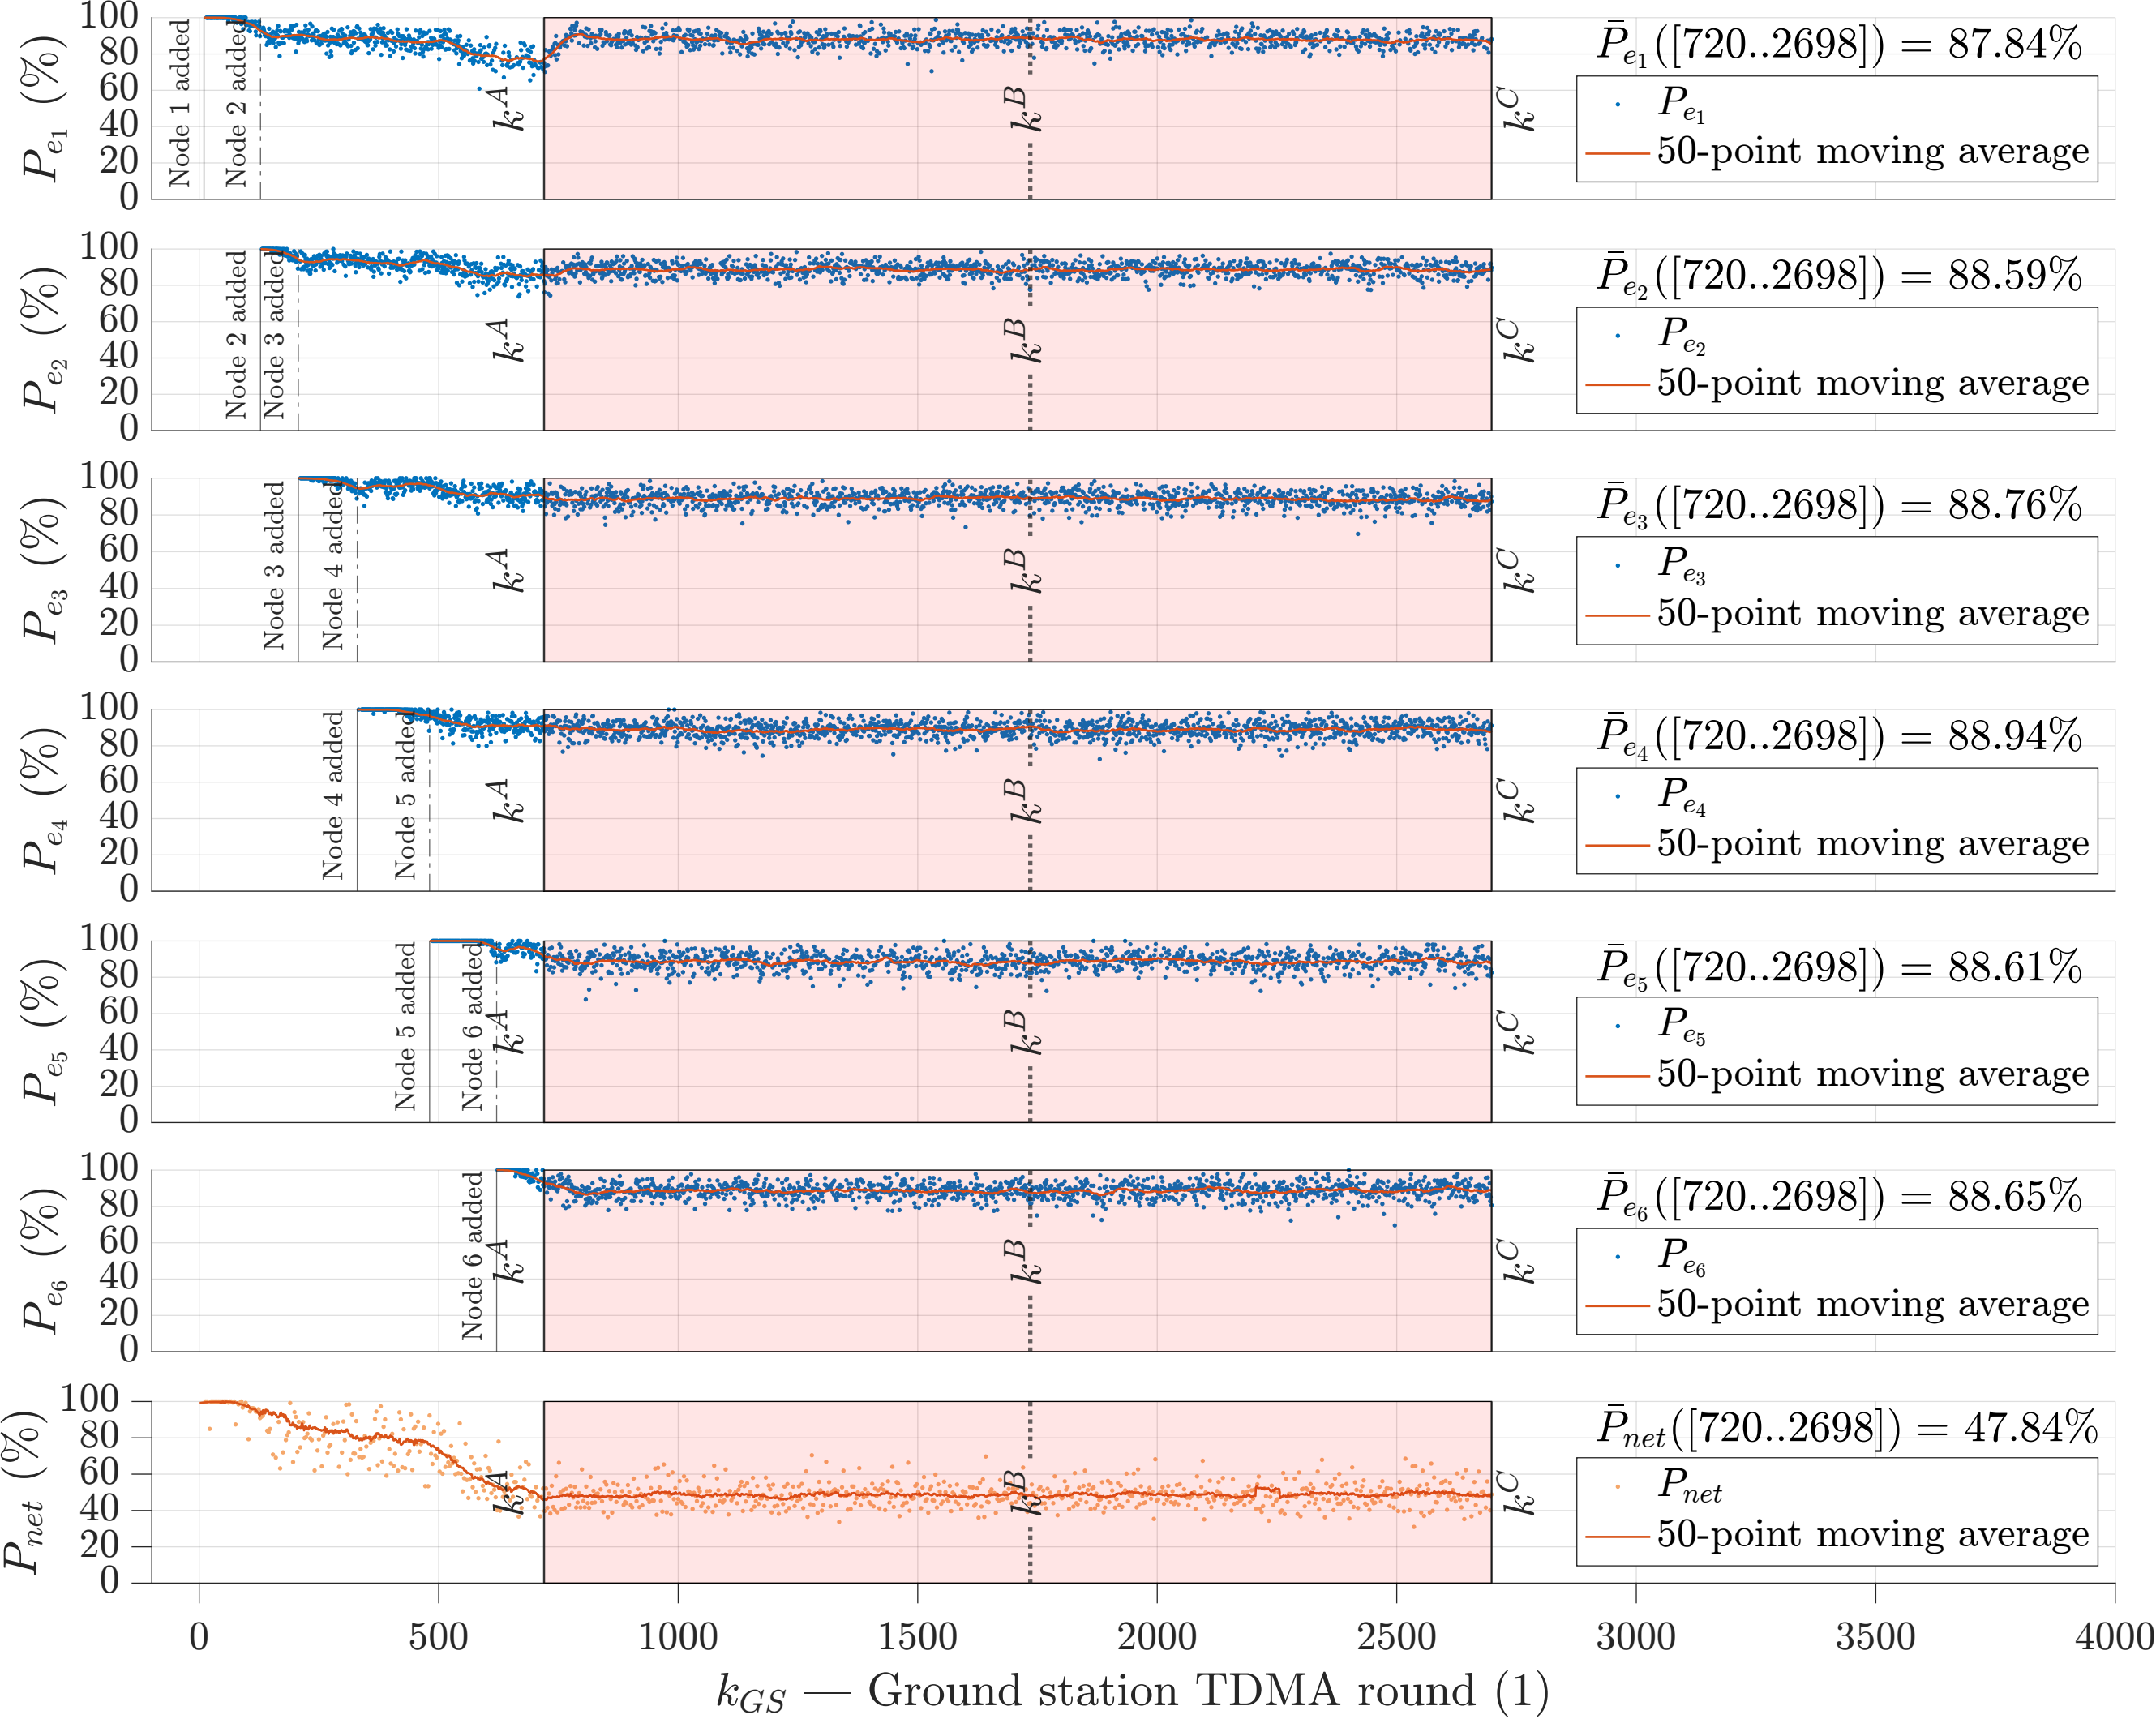 P_{e_1} (%)
100
80
60
40
20
0
Node 1 added
Node 2 added
k^A
k^B
k^C
P̄_{e_1}([720..2698]) = 87.84%
P_{e_1}
50-point moving average
P_{e_2} (%)
100
80
60
40
20
0
Node 2 added
Node 3 added
k^A
k^B
k^C
P̄_{e_2}([720..2698]) = 88.59%
P_{e_2}
50-point moving average
P_{e_3} (%)
100
80
60
40
20
0
Node 3 added
Node 4 added
k^A
k^B
k^C
P̄_{e_3}([720..2698]) = 88.76%
P_{e_3}
50-point moving average
P_{e_4} (%)
100
80
60
40
20
0
Node 4 added
Node 5 added
k^A
k^B
k^C
P̄_{e_4}([720..2698]) = 88.94%
P_{e_4}
50-point moving average
P_{e_5} (%)
100
80
60
40
20
0
Node 5 added
Node 6 added
k^A
k^B
k^C
P̄_{e_5}([720..2698]) = 88.61%
P_{e_5}
50-point moving average
P_{e_6} (%)
100
80
60
40
20
0
Node 6 added
k^A
k^B
k^C
P̄_{e_6}([720..2698]) = 88.65%
P_{e_6}
50-point moving average
P_{net} (%)
100
80
60
40
20
0
k^A
k^B
k^C
P̄_{net}([720..2698]) = 47.84%
P_{net}
50-point moving average
0 500 1000 1500 2000 2500 3000 3500 4000
k_{GS} — Ground station TDMA round (1)